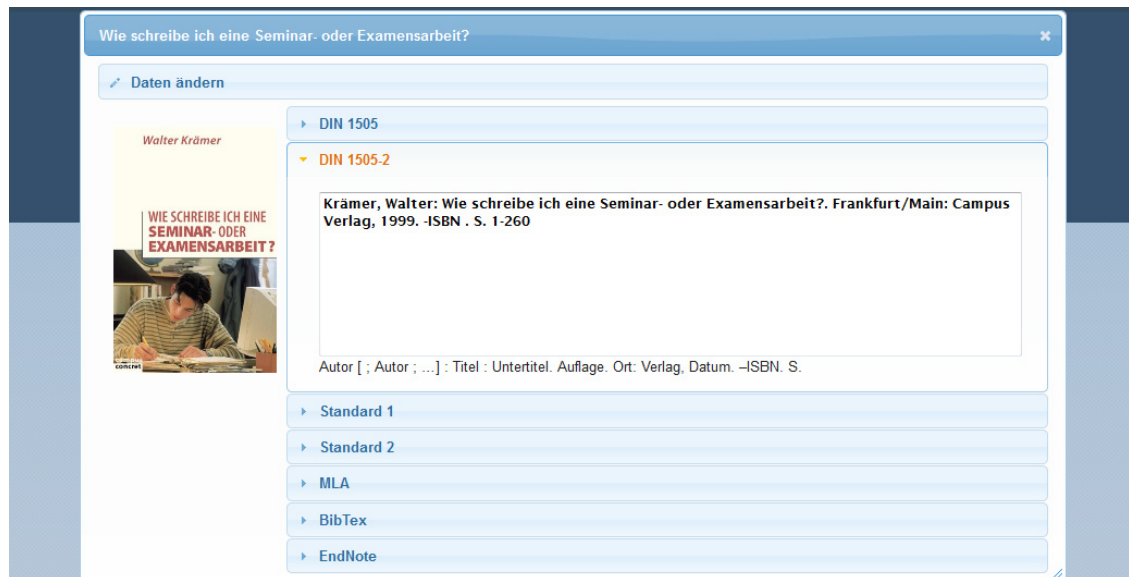 Wie schreibe ich eine Seminar- oder Examensarbeit?
Daten ändern
Walter Krämer
WIE SCHREIBE ICH EINE
SEMINAR- ODER
EXAMENSARBEIT?
campus
concret
DIN 1505
DIN 1505-2
Krämer, Walter: Wie schreibe ich eine Seminar- oder Examensarbeit?. Frankfurt/Main: Campus
Verlag, 1999. -ISBN . S. 1-260
Autor [ ; Autor ; ...] : Titel : Untertitel. Auflage. Ort: Verlag, Datum. –ISBN. S.
Standard 1
Standard 2
MLA
BibTex
EndNote